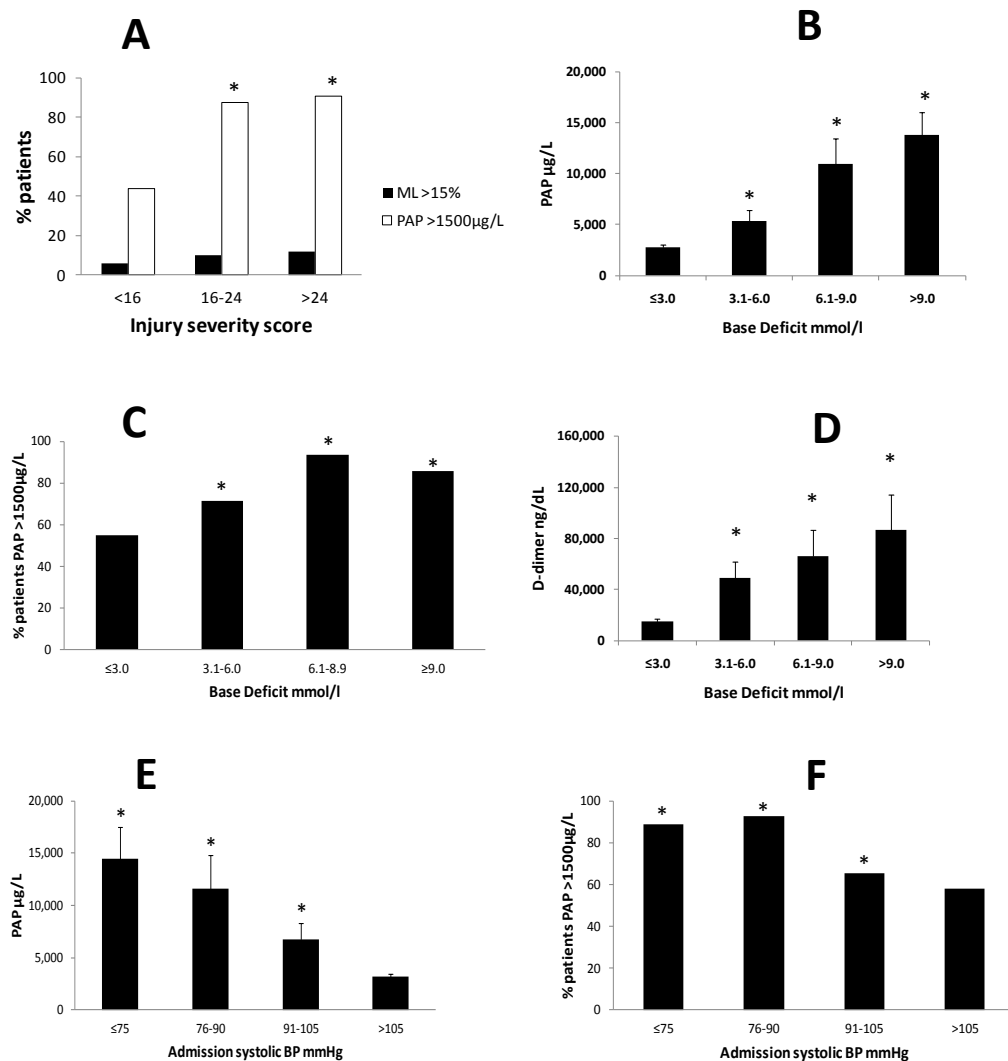 A
% patients
100
80
60
40
20
0
* *
<16 16-24 >24
Injury severity score
ML >15%
PAP >1500µg/L
B
PAP µg/L
20,000
15,000
10,000
5,000
0
* * *
≤3.0 3.1-6.0 6.1-9.0 >9.0
Base Deficit mmol/l
C
% patients PAP >1500µg/L
100
80
60
40
20
0
* * *
≤3.0 3.1-6.0 6.1-8.9 ≥9.0
Base Deficit mmol/l
D
D-dimer ng/dL
160,000
120,000
80,000
40,000
0
* * *
≤3.0 3.1-6.0 6.1-9.0 >9.0
Base Deficit mmol/l
E
PAP µg/L
20,000
15,000
10,000
5,000
0
* * *
≤75 76-90 91-105 >105
Admission systolic BP mmHg
F
% patients PAP >1500µg/L
100
80
60
40
20
0
* * *
≤75 76-90 91-105 >105
Admission systolic BP mmHg